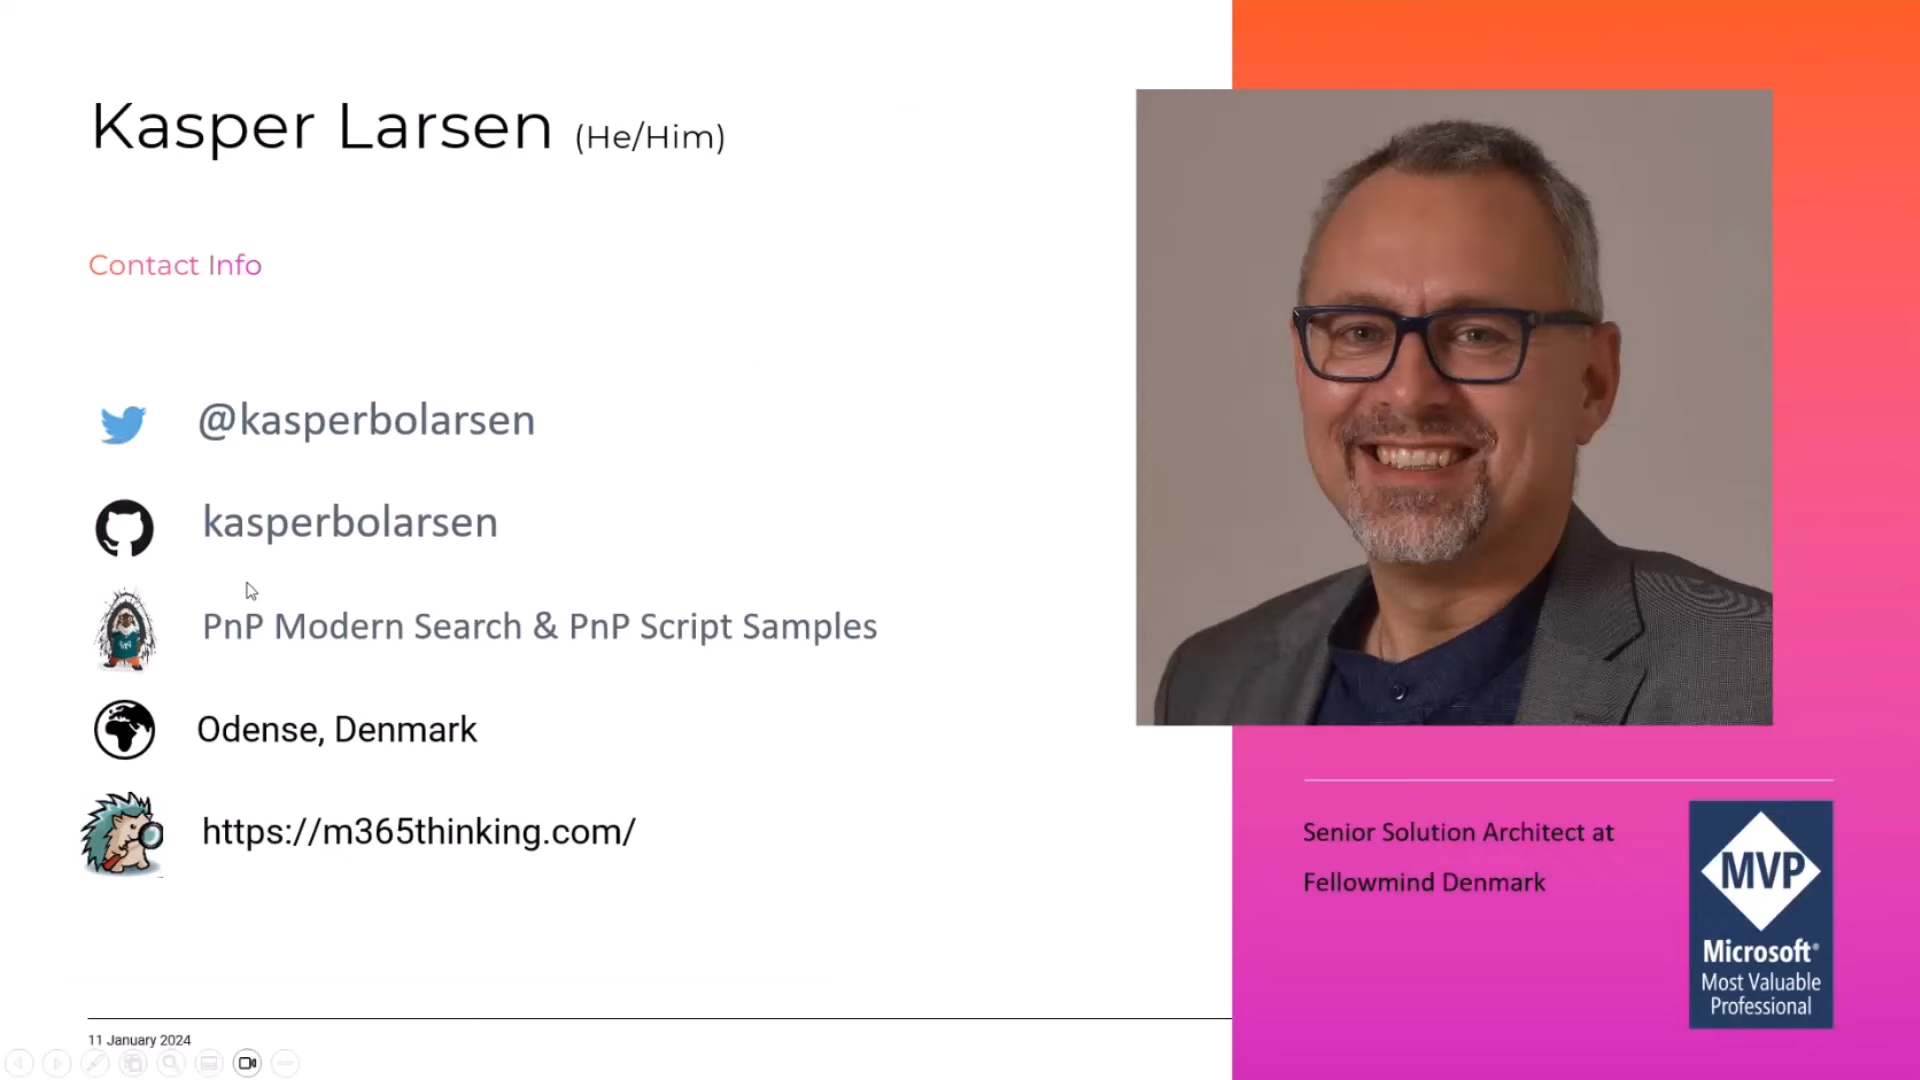 Kasper Larsen (He/Him)
Contact Info
@kasperbolarsen
kasperbolarsen
PnP Modern Search & PnP Script Samples
Odense, Denmark
https://m365thinking.com/
Senior Solution Architect at
Fellowmind Denmark
MVP
Microsoft®
Most Valuable
Professional
11 January 2024